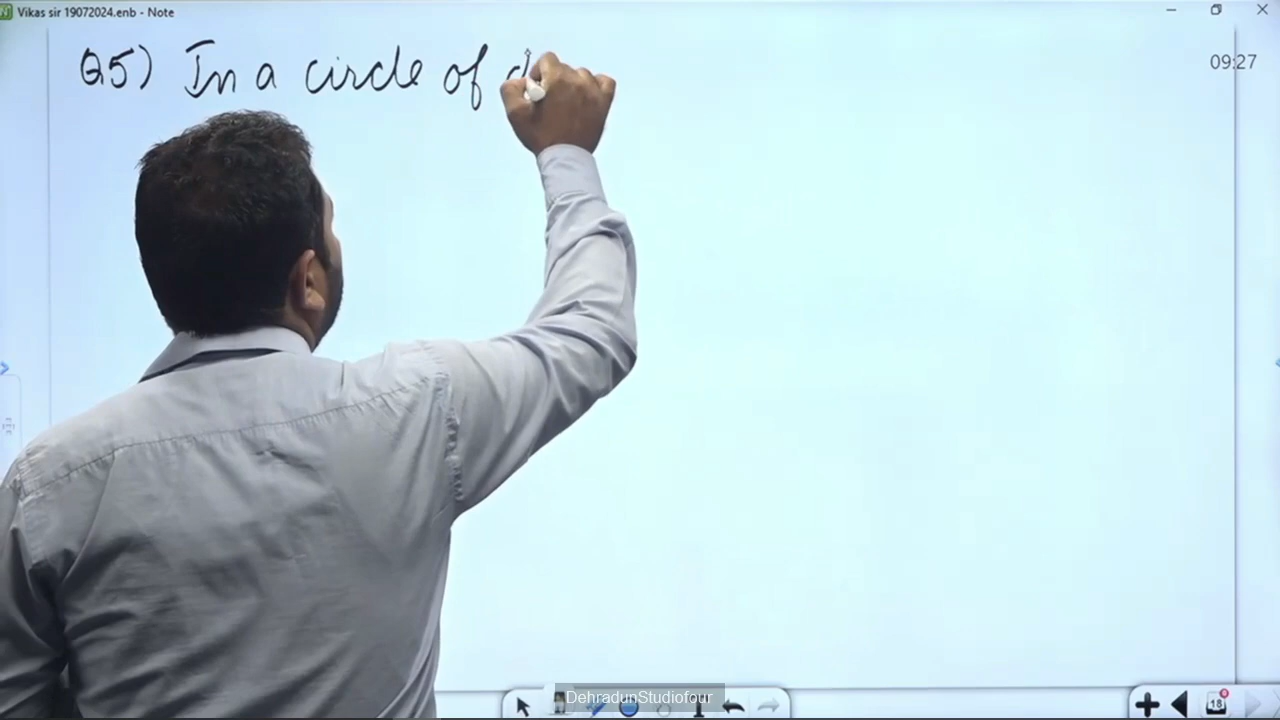 Vikas sir 19072024.enb - Note
09:27
Q5) In a circle of
18
DehradunStudiofour